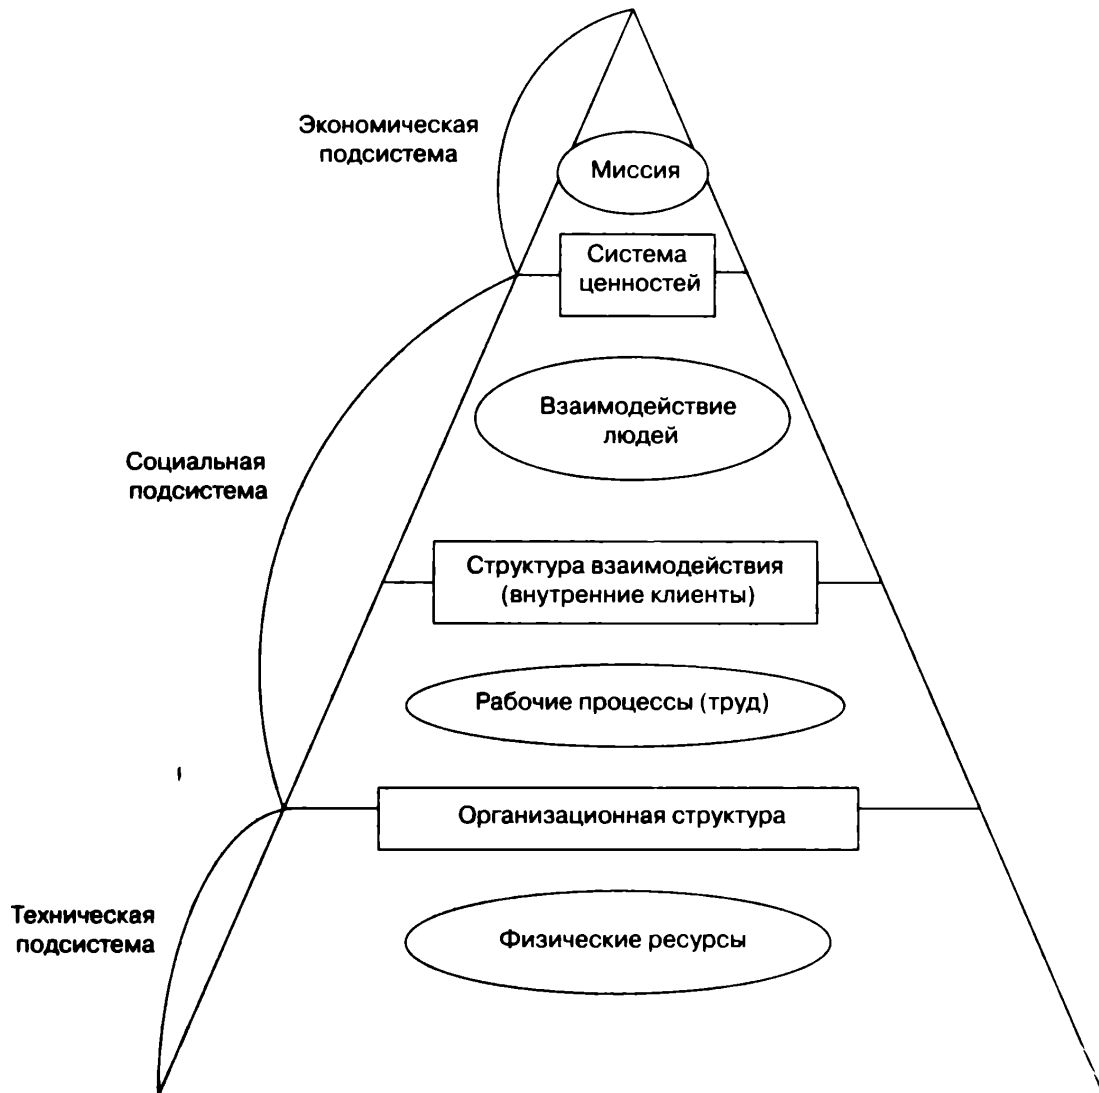 Экономическая
подсистема
Миссия
Система
ценностей
Взаимодействие
людей
Социальная
подсистема
Структура взаимодействия
(внутренние клиенты)
Рабочие процессы (труд)
Организационная структура
Техническая
подсистема
Физические ресурсы